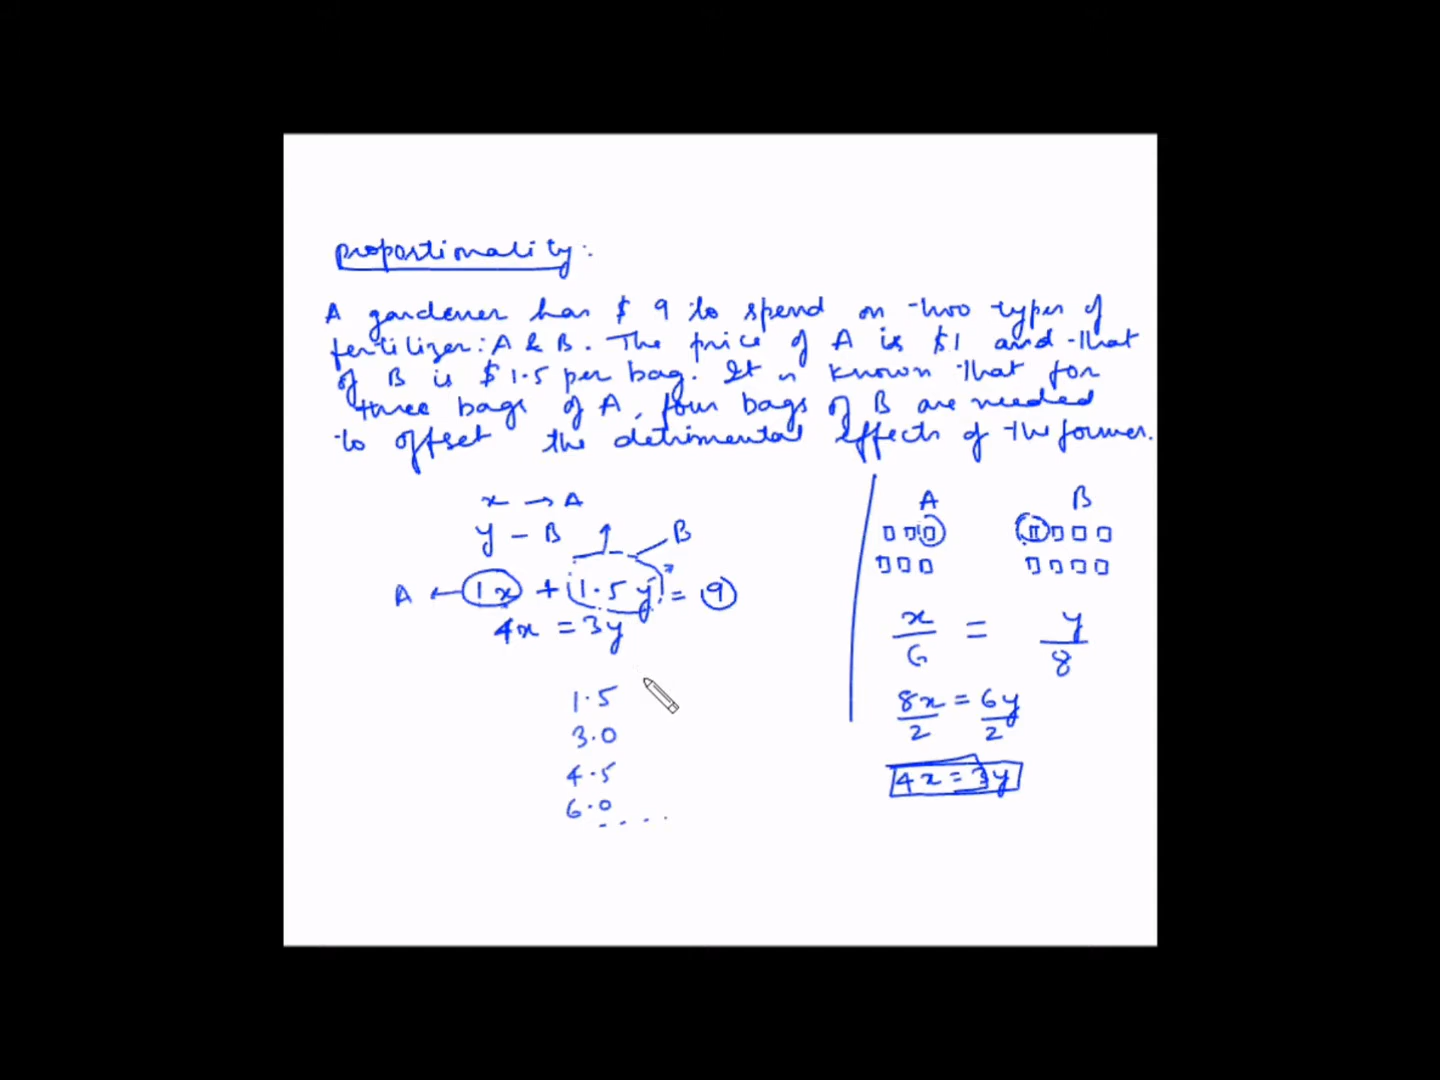 proportionality:
A gardener has $ 9 to spend on two types of
fertilizer: A & B. The price of A is $1 and that
of B is $1.5 per bag. It is known that for
three bags of A, four bags of B are needed
to offset the detrimental effects of the former.
x → A
y – B
B
A ← 1x + 1.5y = 9
4x = 3y
1.5
3.0
4.5
6.0
A B
x/6 = y/8
8x/2 = 6y/2
4x = 3y